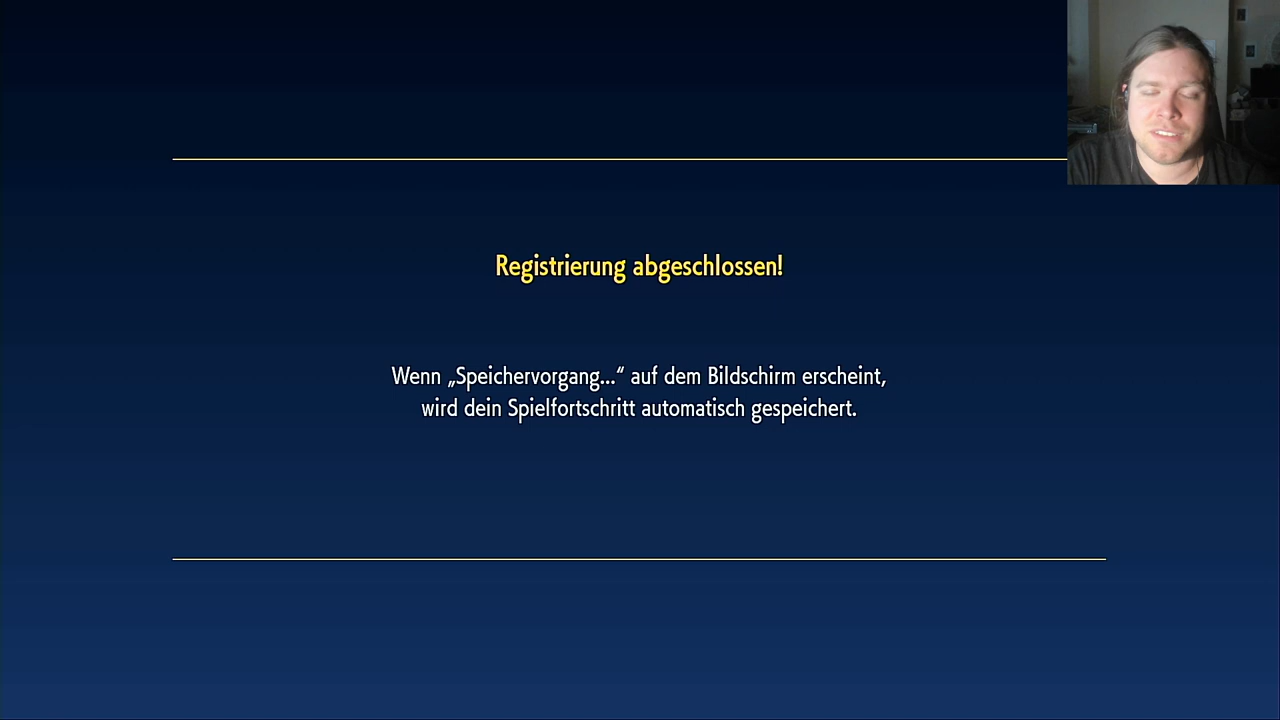 Registrierung abgeschlossen!
Wenn „Speichervorgang...“ auf dem Bildschirm erscheint,
wird dein Spielfortschritt automatisch gespeichert.